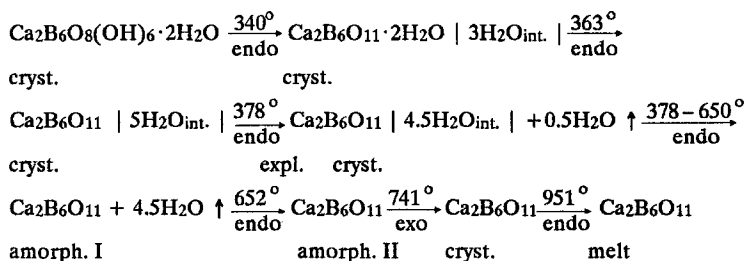 Ca2B6O8(OH)6·2H2O 340° endo Ca2B6O11·2H2O | 3H2Oint. | 363° endo
cryst. cryst.
Ca2B6O11 | 5H2Oint. | 378° endo Ca2B6O11 | 4.5H2Oint. | +0.5H2O ↑ 378–650° endo
cryst. expl. cryst.
Ca2B6O11 + 4.5H2O ↑ 652° endo Ca2B6O11 741° exo Ca2B6O11 951° endo Ca2B6O11
amorph. I amorph. II cryst. melt